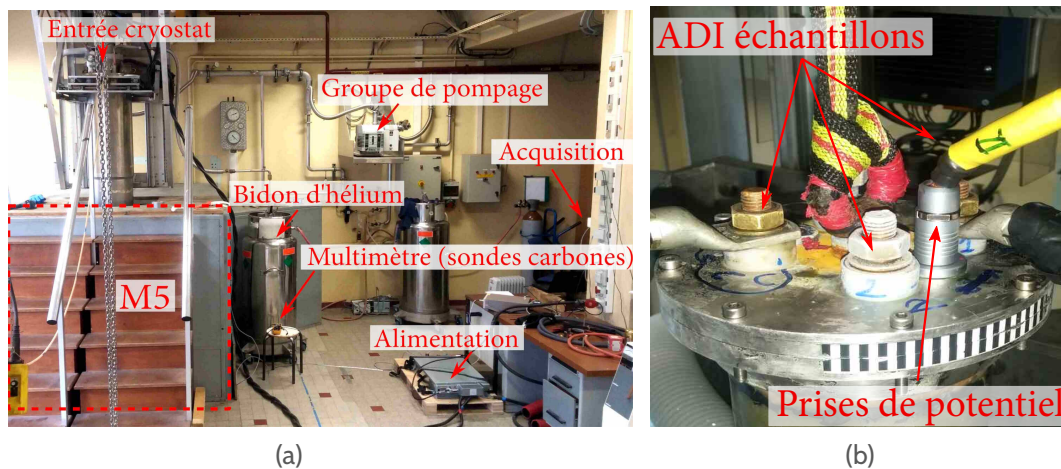 Entrée cryostat
Groupe de pompage
Acquisition
Bidon d'hélium
Multimètre (sondes carbones)
M5
Alimentation
(a)
ADI échantillons
Prises de potentiel
(b)